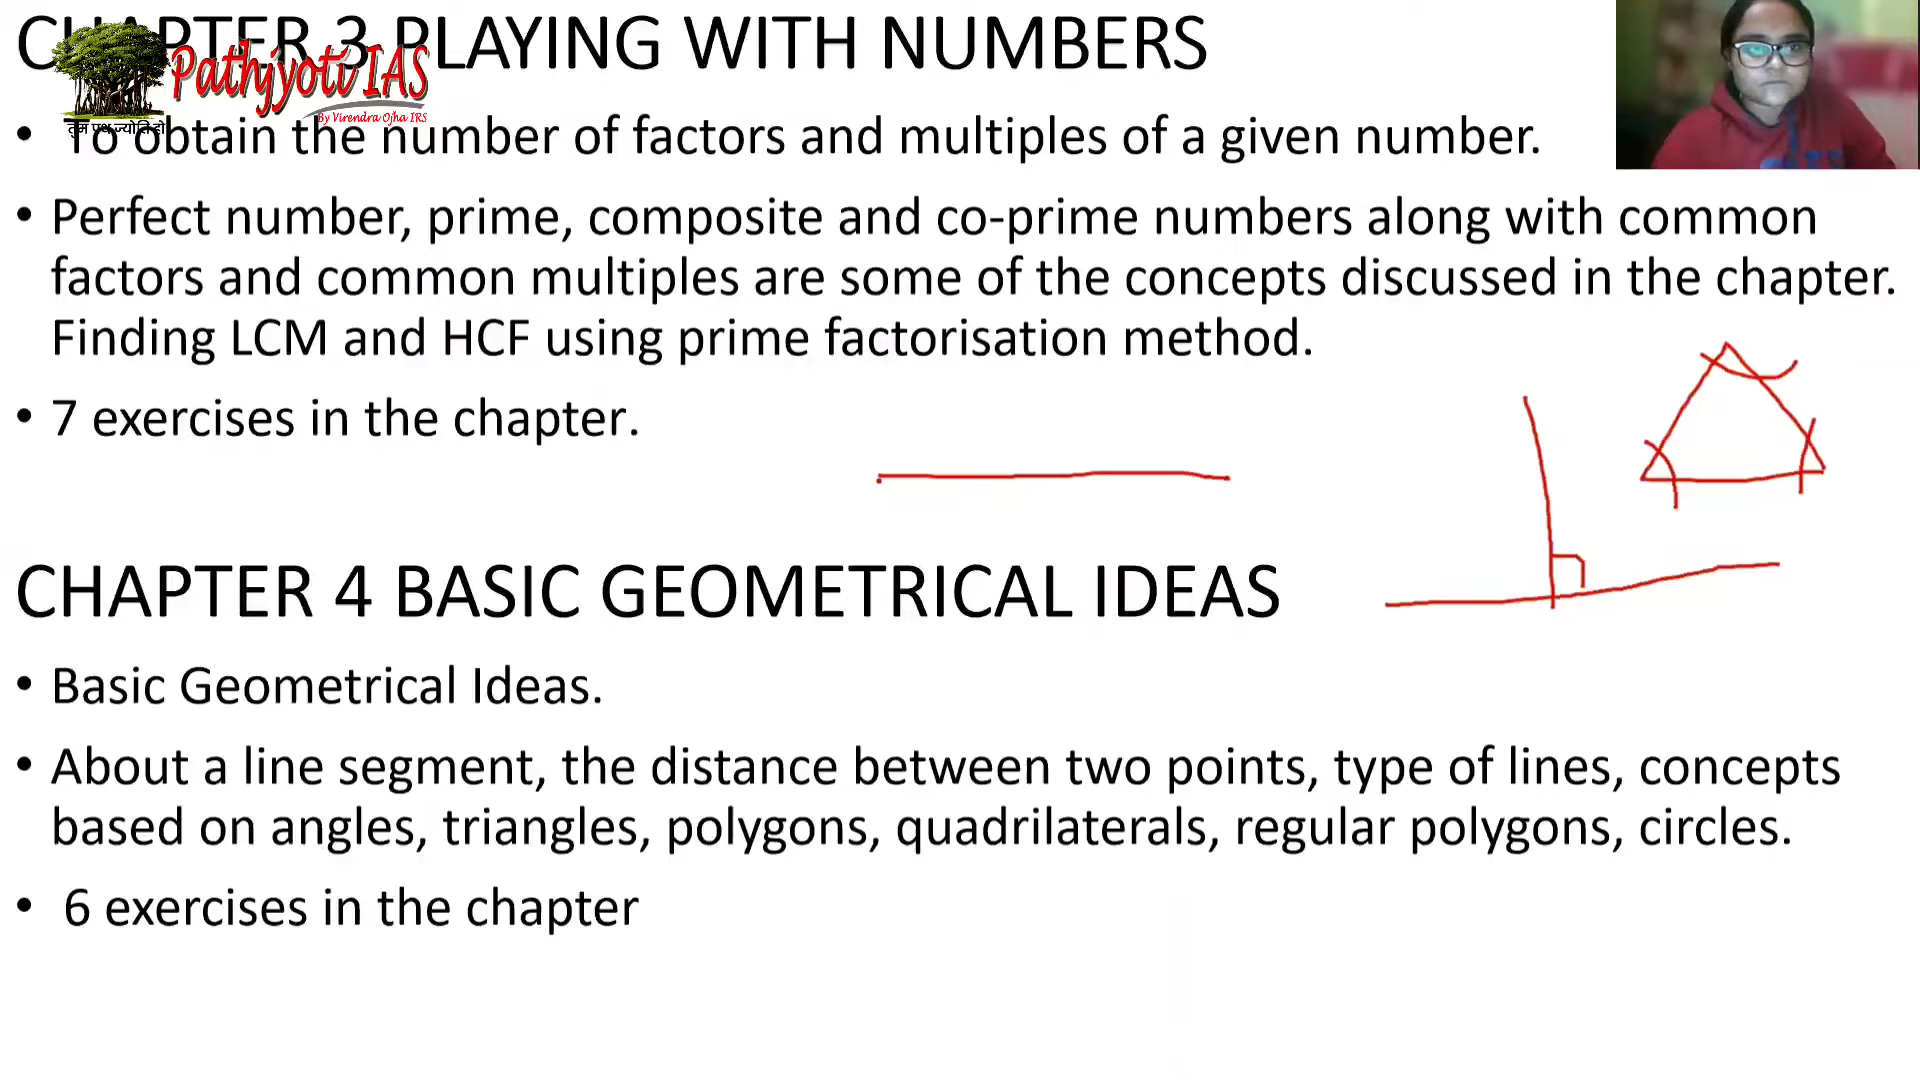 CHAPTER 3 PLAYING WITH NUMBERS
Pathjyoti IAS
By Virendra Ojha IRS
तुम पथ ज्योति हो
• To obtain the number of factors and multiples of a given number.
• Perfect number, prime, composite and co-prime numbers along with common
factors and common multiples are some of the concepts discussed in the chapter.
Finding LCM and HCF using prime factorisation method.
• 7 exercises in the chapter.
CHAPTER 4 BASIC GEOMETRICAL IDEAS
• Basic Geometrical Ideas.
• About a line segment, the distance between two points, type of lines, concepts
based on angles, triangles, polygons, quadrilaterals, regular polygons, circles.
• 6 exercises in the chapter